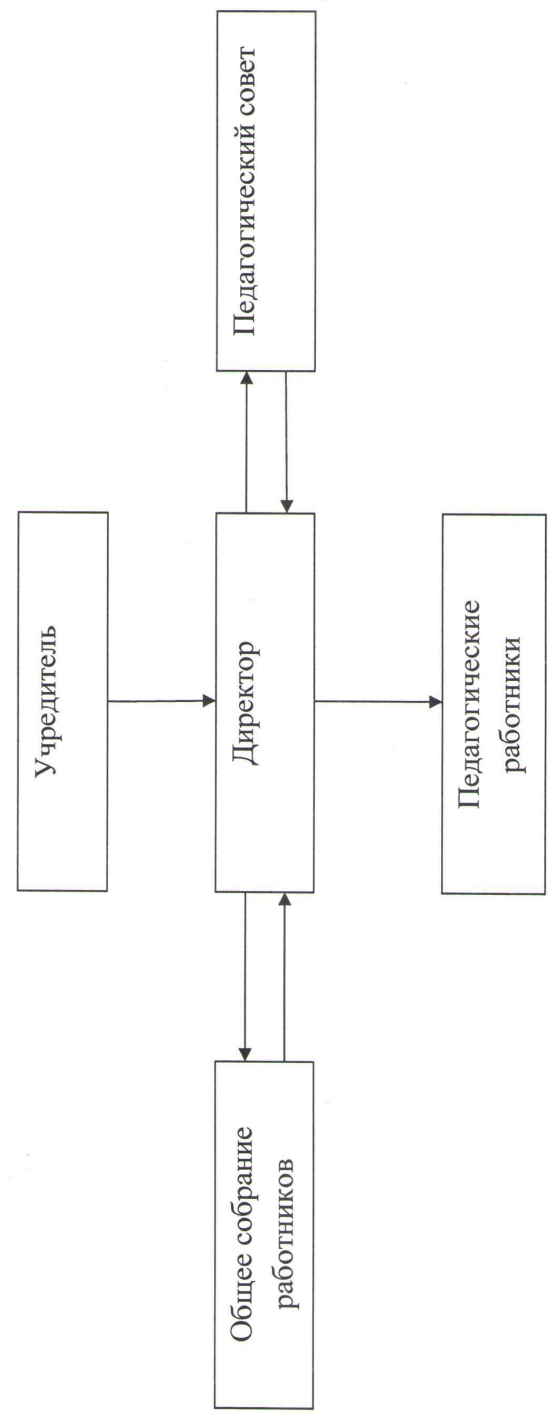 Учредитель
Общее собрание
работников
Директор
Педагогический совет
Педагогические
работники